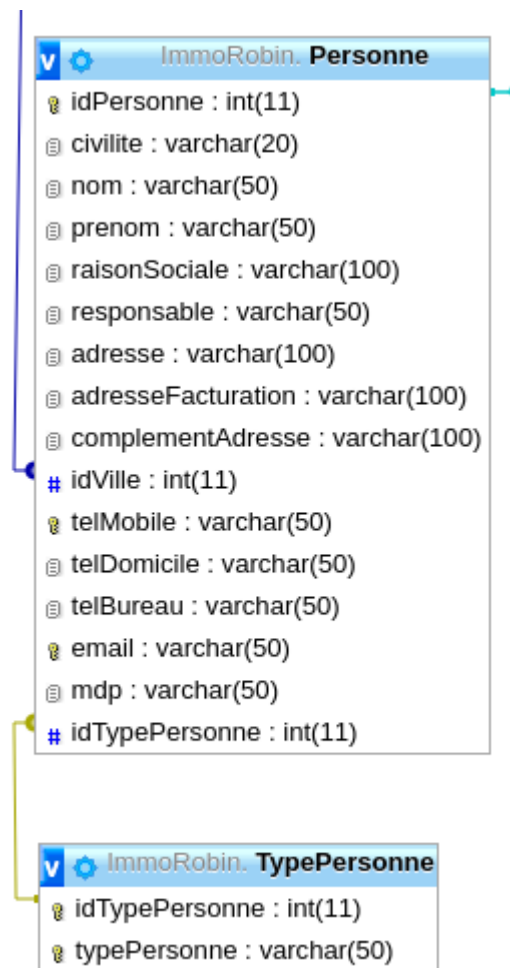 v ImmoRobin. Personne
idPersonne : int(11)
civilite : varchar(20)
nom : varchar(50)
prenom : varchar(50)
raisonSociale : varchar(100)
responsable : varchar(50)
adresse : varchar(100)
adresseFacturation : varchar(100)
complementAdresse : varchar(100)
# idVille : int(11)
telMobile : varchar(50)
telDomicile : varchar(50)
telBureau : varchar(50)
email : varchar(50)
mdp : varchar(50)
# idTypePersonne : int(11)
v ImmoRobin. TypePersonne
idTypePersonne : int(11)
typePersonne : varchar(50)